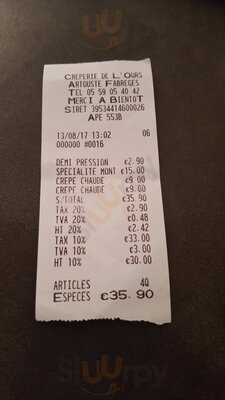 CREPERIE DE L'OURS
ARTOUSTE FABREGES
TEL 05 59 05 40 42
MERCI A BIENTOT
SIRET 39534414600026
APE 553B
13/08/17 13:02 06
000000 #0016
DEMI PRESSION €2.90
SPECIALITE MONT €15.00
CREPE CHAUDE €9.00
CREPE CHAUDE €9.00
S/TOTAL €35.90
TAX 20% €2.90
TVA 20% €0.48
HT 20% €2.42
TAX 10% €33.00
TVA 10% €3.00
HT 10% €30.00
ARTICLES 4Q
ESPECES €35.90
sluurpy